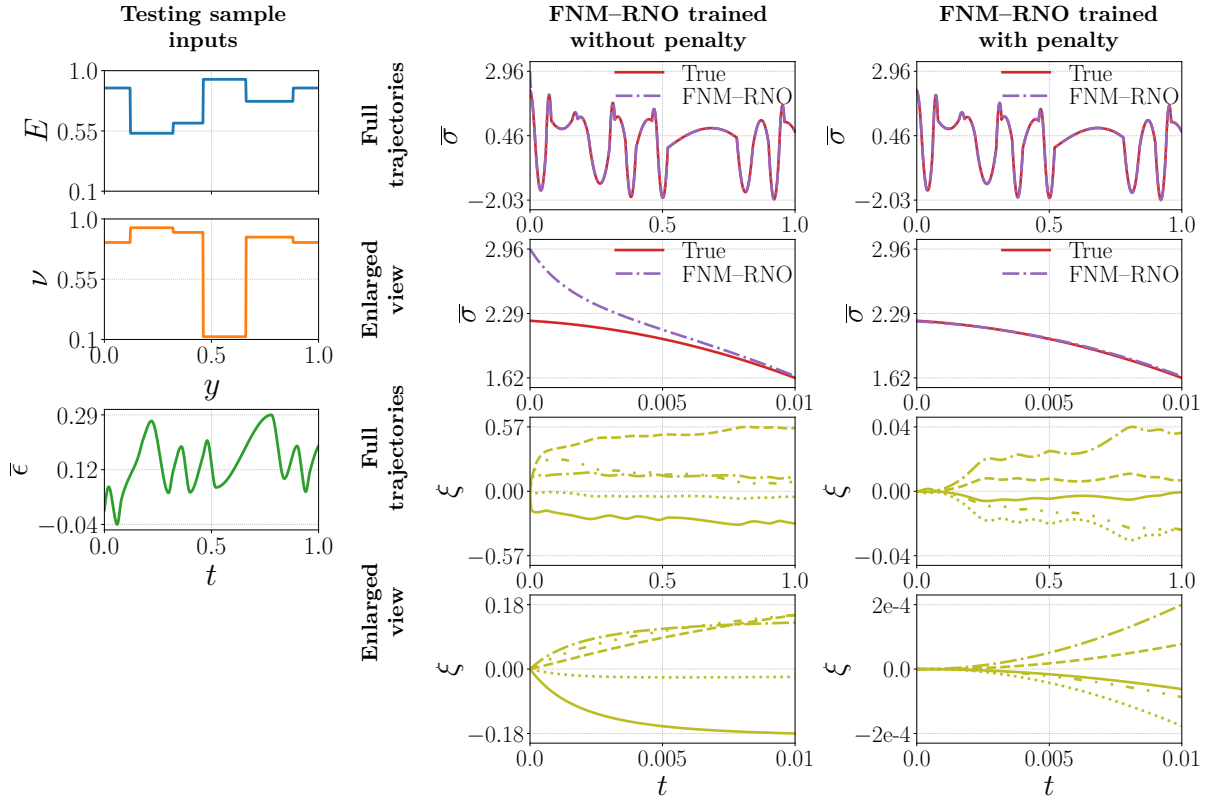 Testing sample
inputs
FNM–RNO trained
without penalty
FNM–RNO trained
with penalty
1.0
0.55
0.1
E
1.0
0.55
0.1
ν
0.0
0.5
1.0
y
0.29
0.12
−0.04
ϵ̅
0.0
0.5
1.0
t
Full
trajectories
Enlarged
view
Full
trajectories
Enlarged
view
2.96
0.46
−2.03
σ̅
True
FNM–RNO
0.0
0.5
1.0
2.96
2.29
1.62
σ̅
True
FNM–RNO
0
0.005
0.01
0.57
0.00
−0.57
ξ
0.0
0.5
1.0
0.18
0.00
−0.18
ξ
0
0.005
0.01
t
2.96
0.46
−2.03
σ̅
True
FNM–RNO
0.0
0.5
1.0
2.96
2.29
1.62
σ̅
True
FNM–RNO
0
0.005
0.01
0.04
0.00
−0.04
ξ
0.0
0.5
1.0
2e-4
0.0
−2e-4
ξ
0
0.005
0.01
t